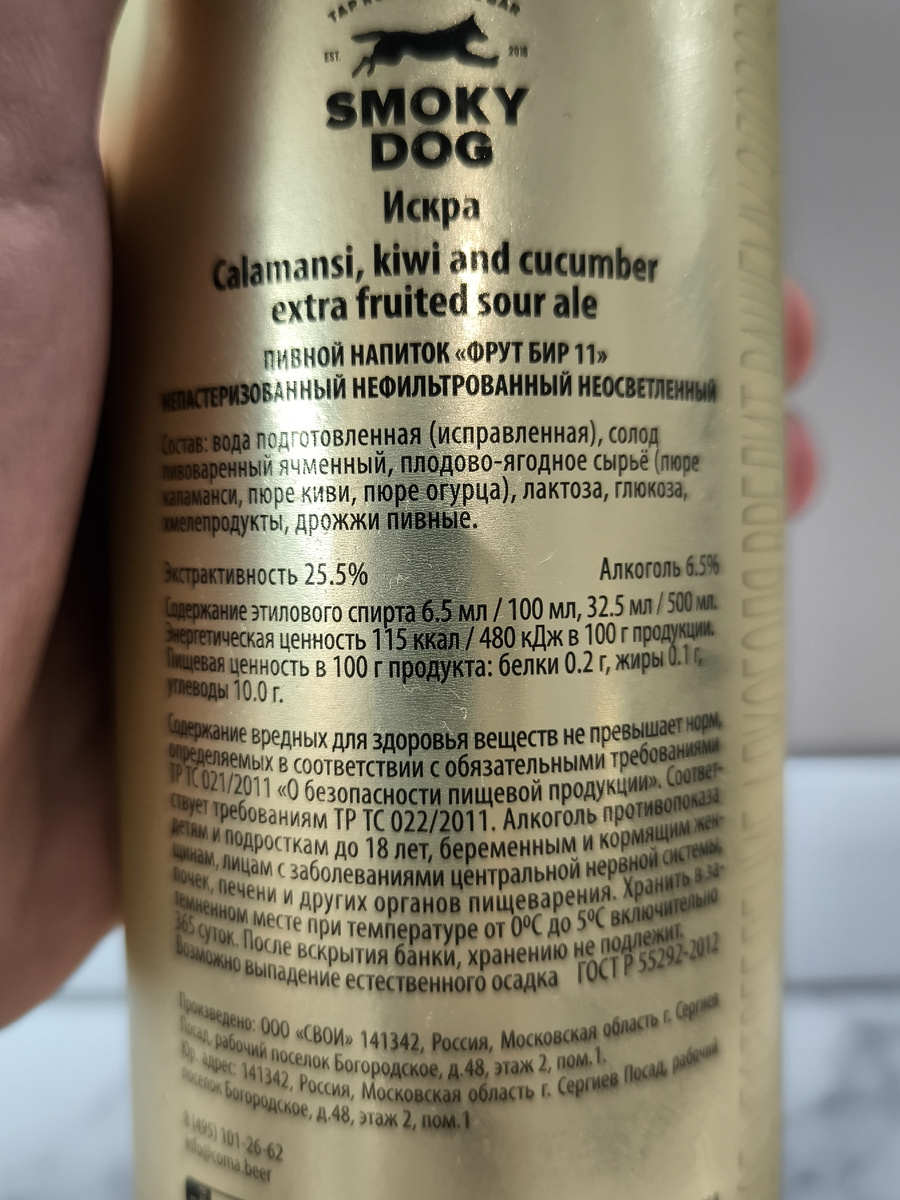 TAP
BAR
EST. 2018
SMOKY
DOG
Искра
Calamansi, kiwi and cucumber
extra fruited sour ale
ПИВНОЙ НАПИТОК «ФРУТ БИР 11»
НЕПАСТЕРИЗОВАННЫЙ НЕФИЛЬТРОВАННЫЙ НЕОСВЕТЛЕННЫЙ
Состав: вода подготовленная (исправленная), солод
пивоваренный ячменный, плодово-ягодное сырьё (пюре
каламанси, пюре киви, пюре огурца), лактоза, глюкоза,
хмелепродукты, дрожжи пивные.
Экстрактивность 25.5% Алкоголь 6.5%
Содержание этилового спирта 6.5 мл / 100 мл, 32.5 мл / 500 мл.
Энергетическая ценность 115 ккал / 480 кДж в 100 г продукции.
Пищевая ценность в 100 г продукта: белки 0.2 г, жиры 0.1 г,
углеводы 10.0 г.
Содержание вредных для здоровья веществ не превышает норм,
определяемых в соответствии с обязательными требованиями
ТР ТС 021/2011 «О безопасности пищевой продукции». Соответ-
ствует требованиям ТР ТС 022/2011. Алкоголь противопоказа
детям и подросткам до 18 лет, беременным и кормящим жен-
щинам, лицам с заболеваниями центральной нервной системы,
почек, печени и других органов пищеварения. Хранить в за-
темненном месте при температуре от 0ºС до 5ºС включительно
365 суток. После вскрытия банки, хранению не подлежит.
Возможно выпадение естественного осадка ГОСТ Р 55292-2012
Произведено: ООО «СВОИ» 141342, Россия, Московская область г. Сергиев
Посад, рабочий поселок Богородское, д.48, этаж 2, пом.1.
Юр. адрес: 141342, Россия, Московская область г. Сергиев Посад, рабочий
поселок Богородское, д.48, этаж 2, пом.1
8 (495) 101-26-62
info@coma.beer